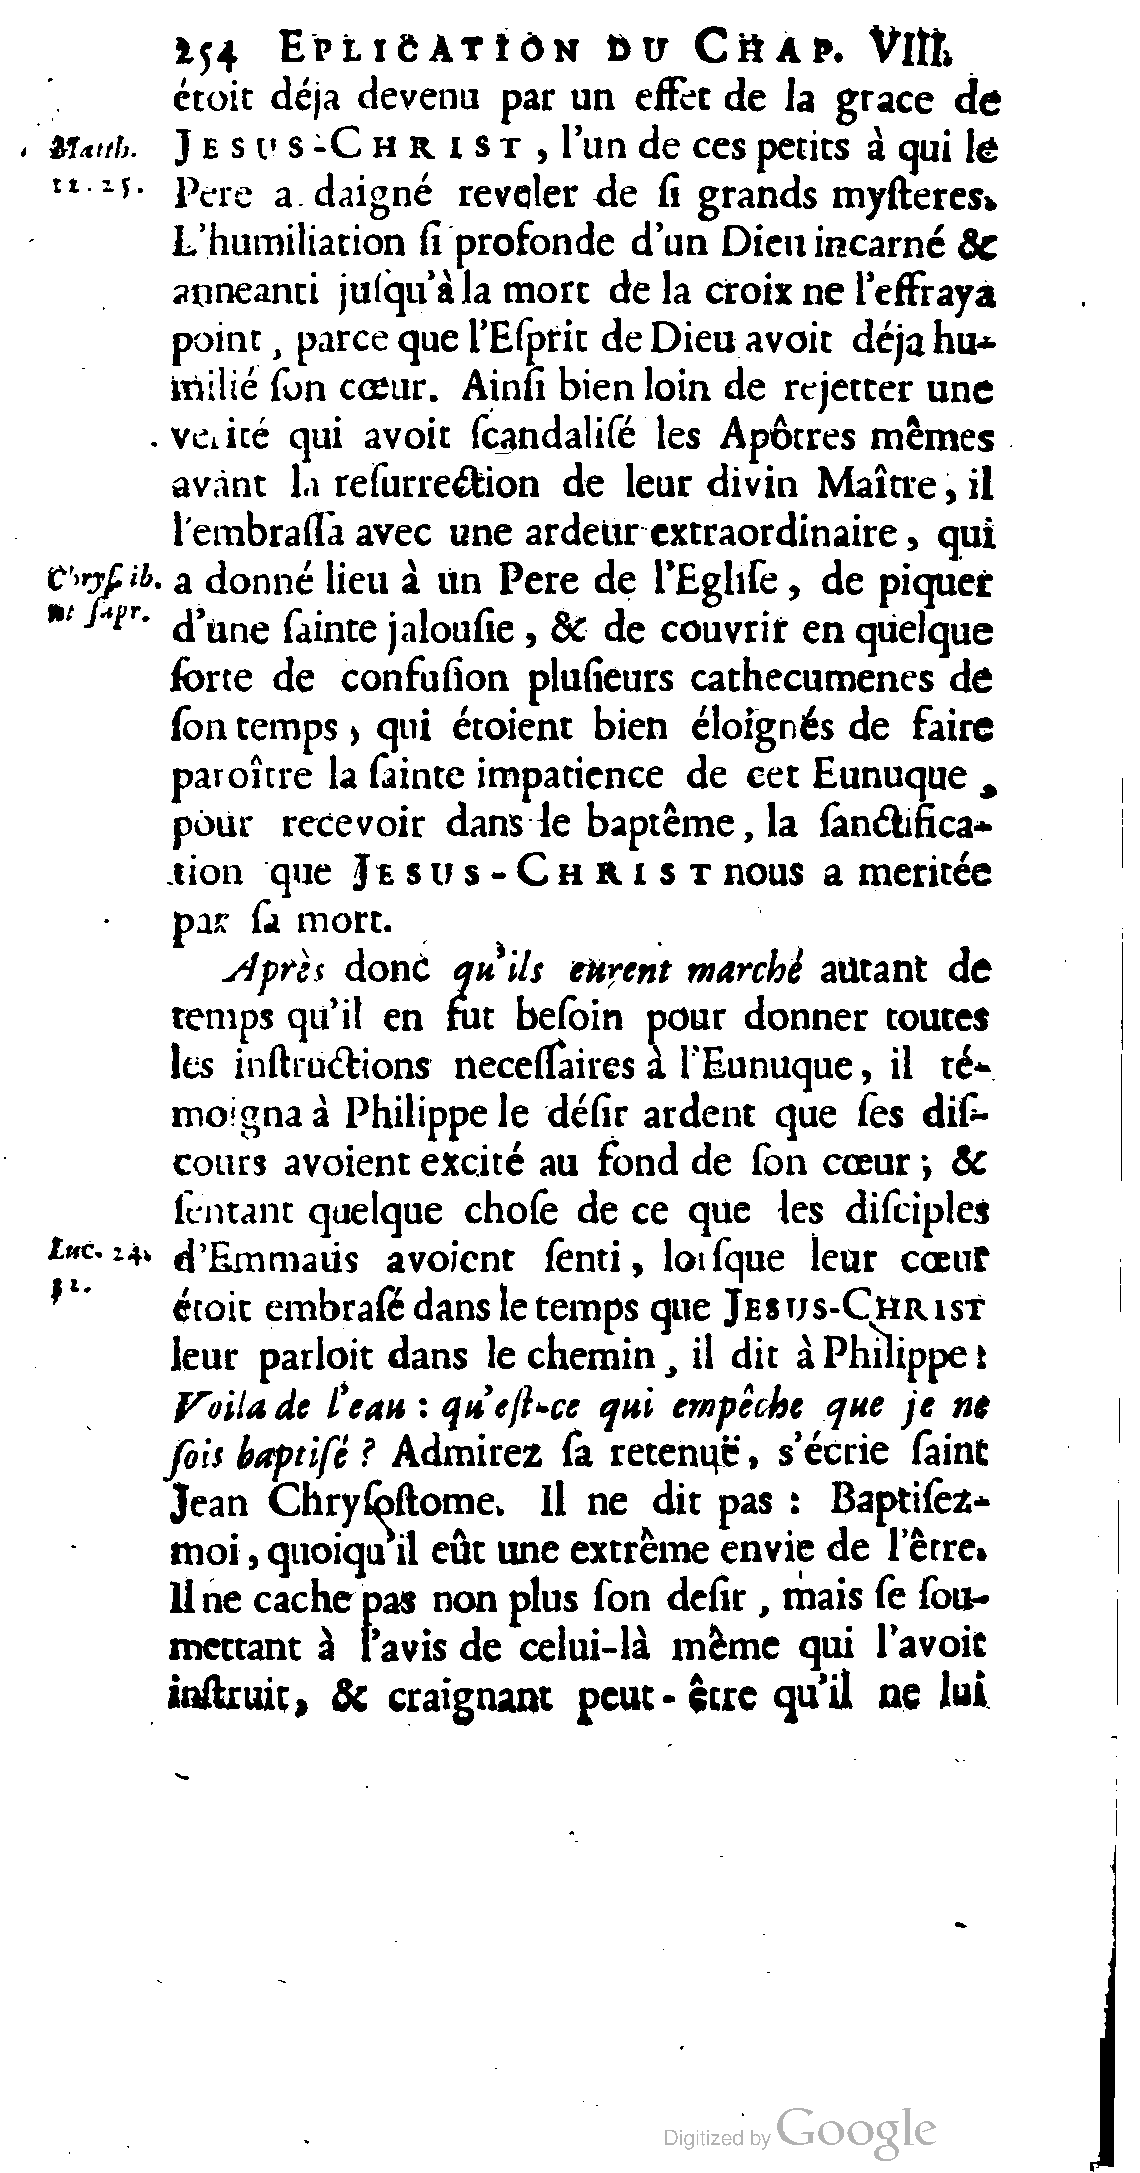 254 EPLICATION DU CHAP. VIII.
étoit déja devenu par un effet de la grace de
Matth. 11. 25.
JESUS-CHRIST, l'un de ces petits à qui le
Pere a daigné reveler de ſi grands myſteres.
L'humiliation ſi profonde d'un Dieu incarné &
anneanti juſqu'à la mort de la croix ne l'effraya
point, parce que l'Eſprit de Dieu avoit déja hu-
milié ſon cœur. Ainſi bien loin de rejetter une
verité qui avoit ſcandaliſé les Apôtres mêmes
avant la reſurrection de leur divin Maître, il
l'embraſſa avec une ardeur extraordinaire, qui
Chryſ. ib.
ut ſupr.
a donné lieu à un Pere de l'Egliſe, de piquer
d'une ſainte jalouſie, & de couvrir en quelque
ſorte de confuſion pluſieurs cathecumenes de
ſon temps, qui étoient bien éloignés de faire
paroître la ſainte impatience de cet Eunuque,
pour recevoir dans le baptême, la ſanctifica-
tion que JESUS-CHRIST nous a meritée
par ſa mort.
Après donc qu'ils eurent marché autant de
temps qu'il en fut beſoin pour donner toutes
les inſtructions neceſſaires à l'Eunuque, il té-
moigna à Philippe le déſir ardent que ſes diſ-
cours avoient excité au fond de ſon cœur; &
ſentant quelque choſe de ce que les diſciples
Luc. 24.
32.
d'Emmaüs avoient ſenti, lorſque leur cœur
étoit embraſé dans le temps que JESUS-CHRIST
leur parloit dans le chemin, il dit à Philippe:
Voila de l'eau : qu'eſt-ce qui empêche que je ne
ſois baptiſé ? Admirez ſa retenuë, s'écrie ſaint
Jean Chryſoſtome. Il ne dit pas : Baptiſez-
moi, quoiqu'il eût une extrême envie de l'être.
Il ne cache pas non plus ſon deſir, mais ſe ſou-
mettant à l'avis de celui-là même qui l'avoit
inſtruit, & craignant peut-être qu'il ne lui
Digitized by Google